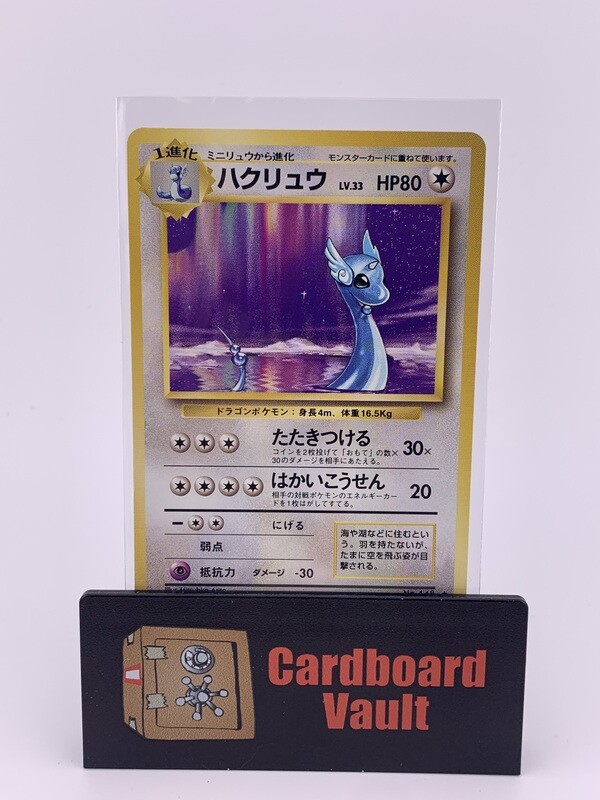 1進化
ミニリュウから進化
モンスターカードに重ねて使います。
ハクリュウ LV.33 HP80
ドラゴンポケモン：身長4m、体重16.5Kg
たたきつける 30×
コインを2枚投げて「おもて」の数×
30のダメージを相手にあたえる。
はかいこうせん 20
相手の対戦ポケモンのエネルギーカー
ドを1枚はがしてすてる。
にげる
弱点
抵抗力 ダメージ -30
海や湖などに住むとい
う。羽を持たないが、
たまに空を飛ぶ姿が目
撃される。
Cardboard
Vault